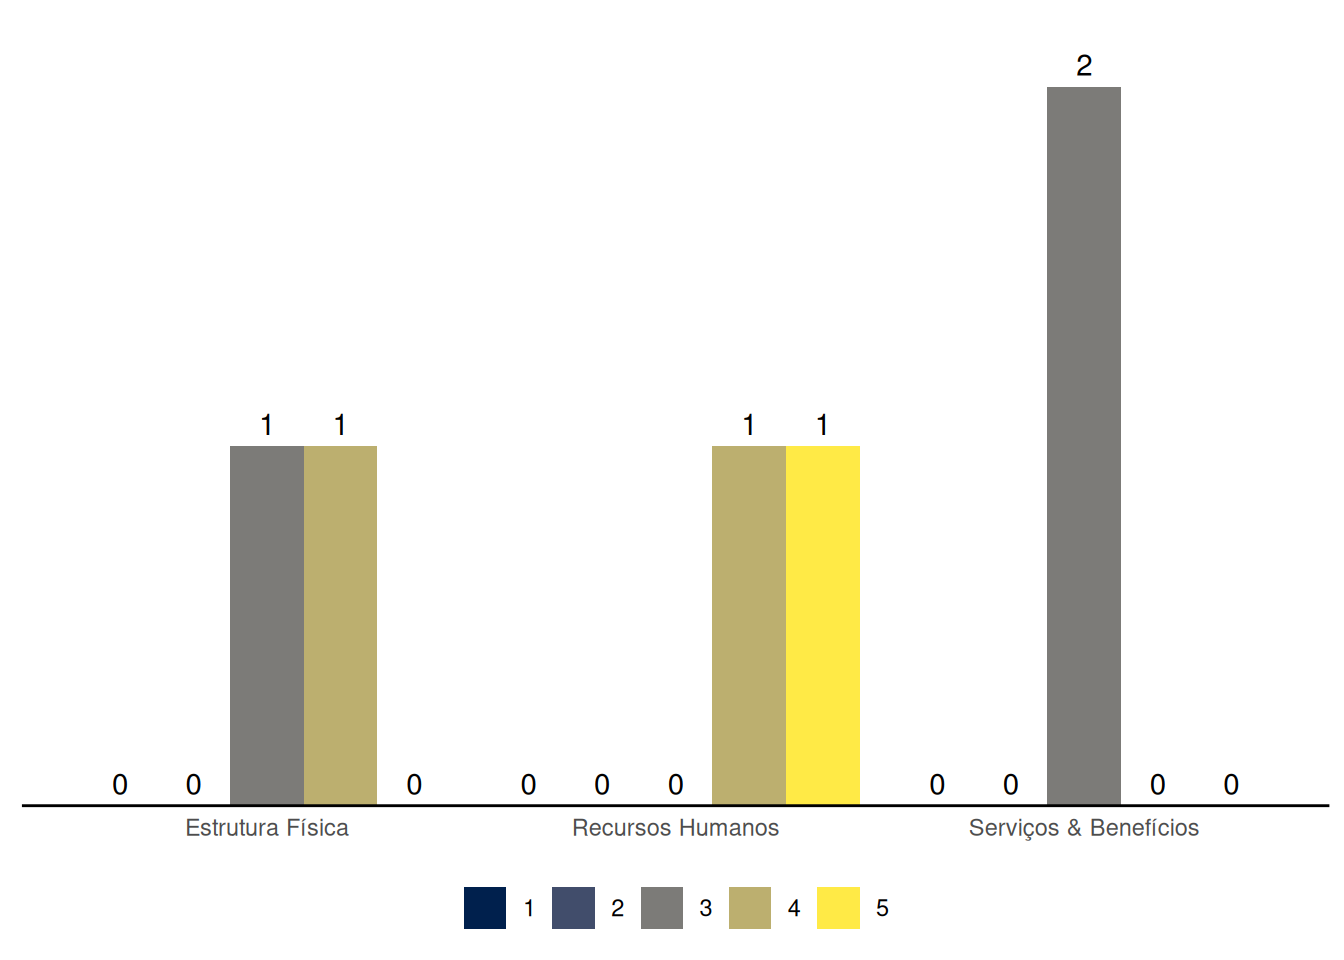 2
1 1 1 1
0 0 0 0 0 0 0 0 0 0
Estrutura Física Recursos Humanos Serviços & Benefícios
1 2 3 4 5